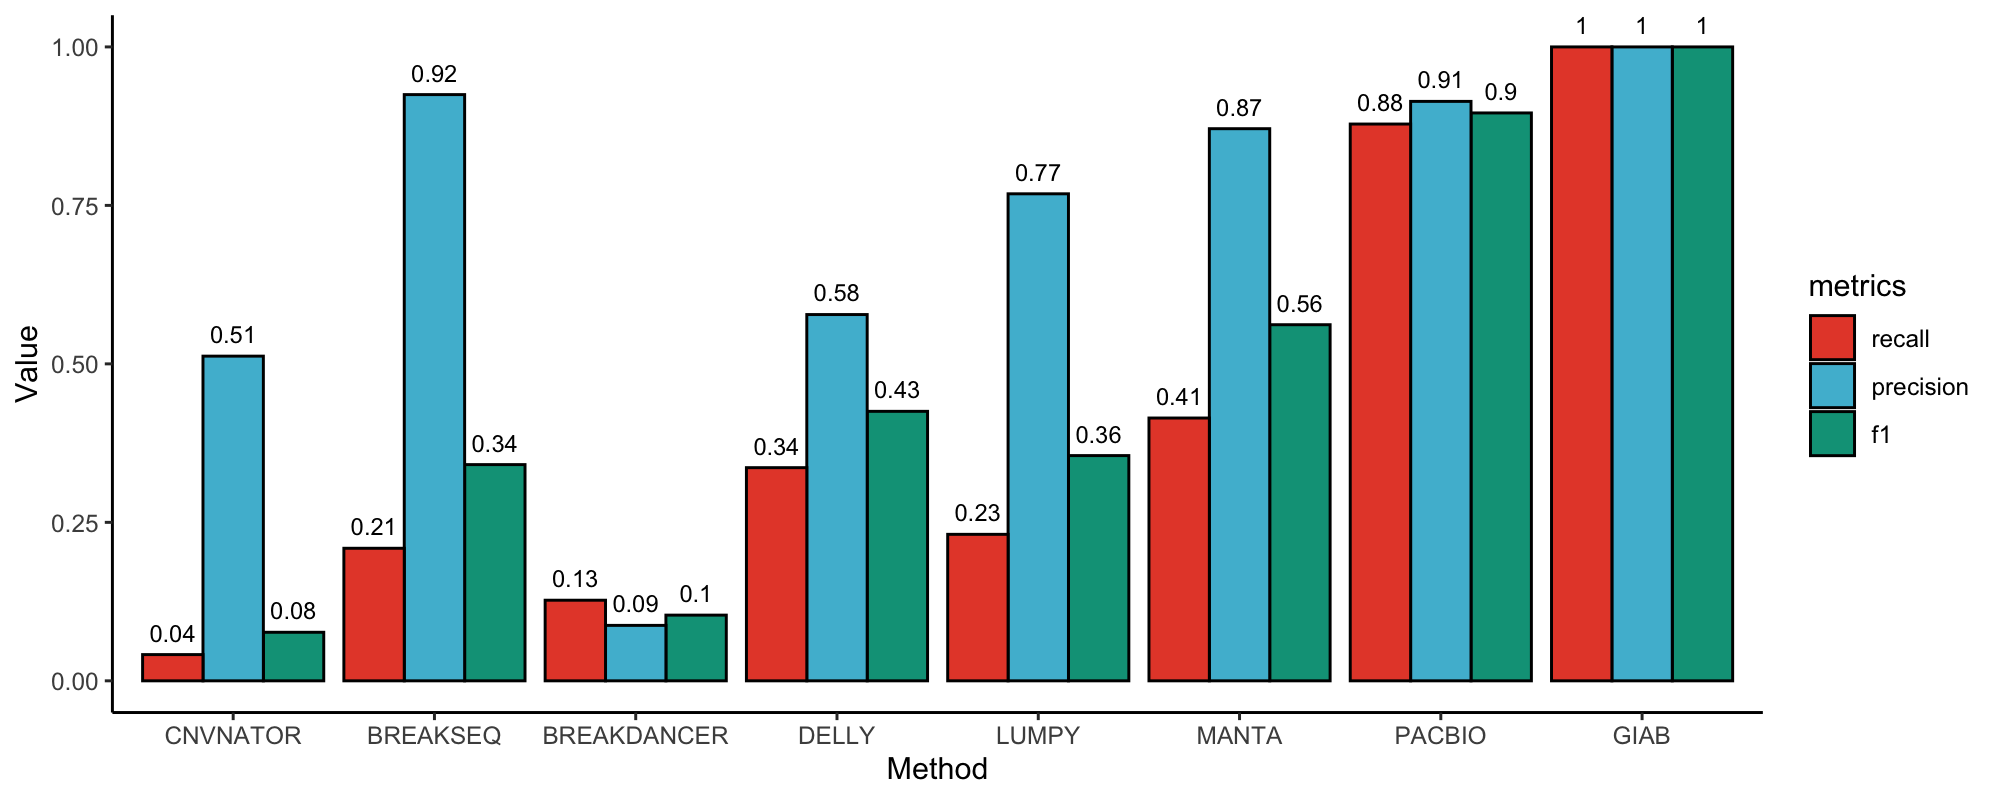 Value
1.00
0.75
0.50
0.25
0.00
0.04 0.51 0.08
0.21 0.92 0.34
0.13 0.09 0.1
0.34 0.58 0.43
0.23 0.77 0.36
0.41 0.87 0.56
0.88 0.91 0.9
1 1 1
CNVNATOR BREAKSEQ BREAKDANCER DELLY LUMPY MANTA PACBIO GIAB
Method
metrics
recall
precision
f1